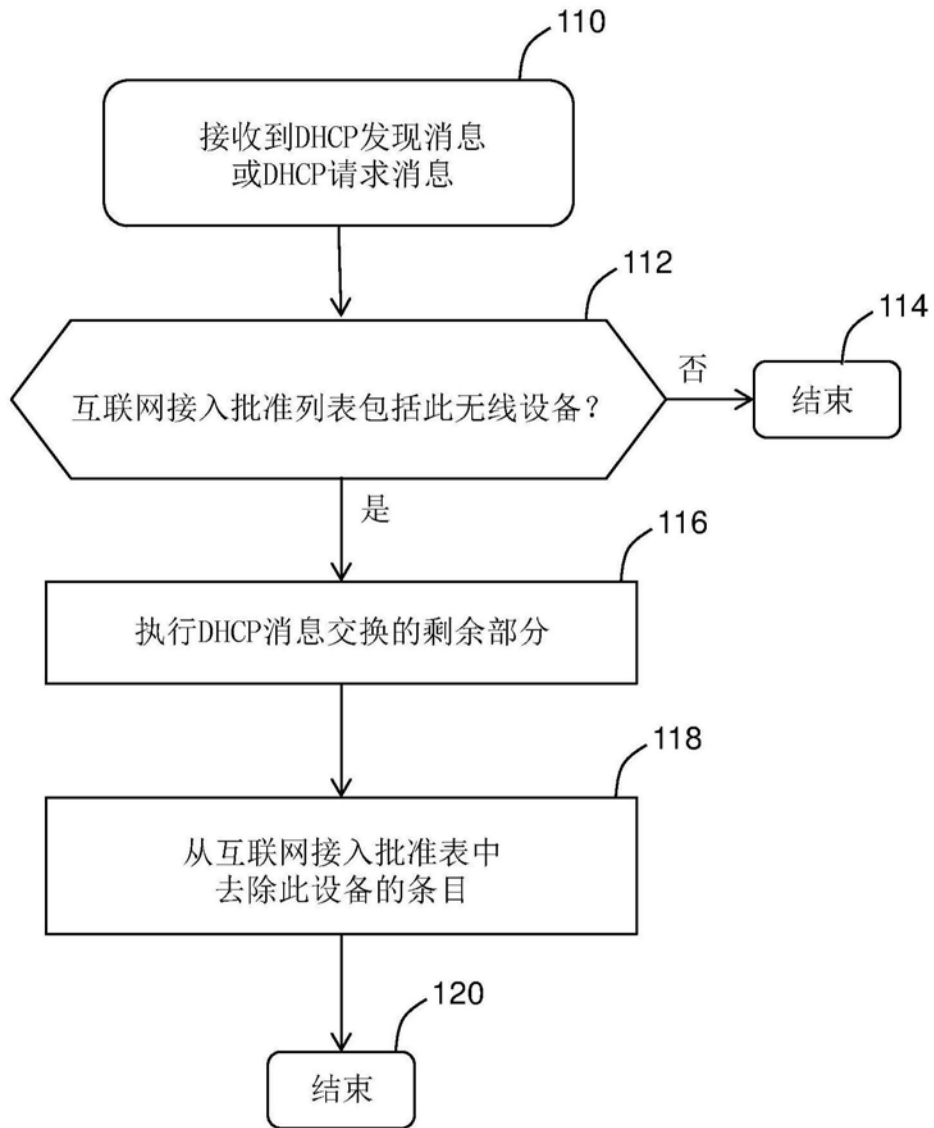 110
接收到DHCP发现消息
或DHCP请求消息
112
互联网接入批准列表包括此无线设备?
否
114
结束
是
116
执行DHCP消息交换的剩余部分
118
从互联网接入批准表中
去除此设备的条目
120
结束